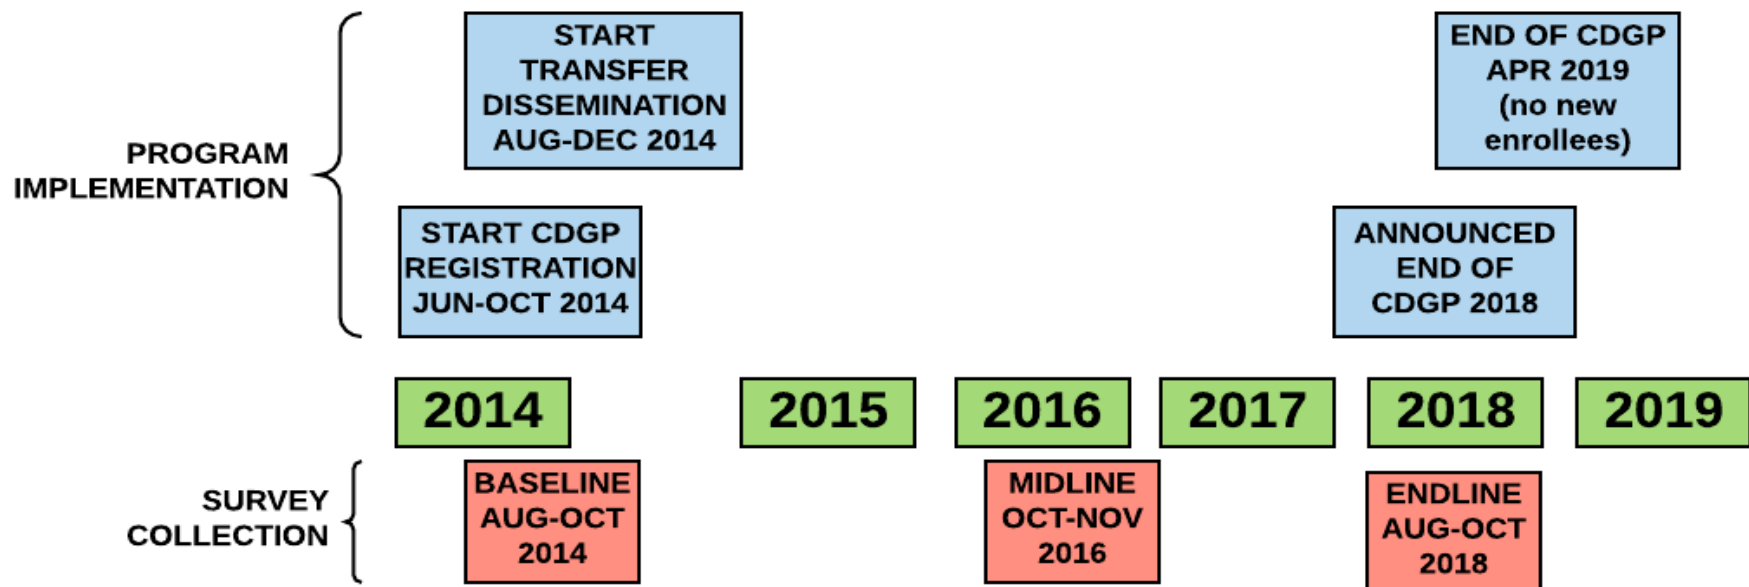 START
TRANSFER
DISSEMINATION
AUG-DEC 2014
END OF CDGP
APR 2019
(no new
enrollees)
PROGRAM
IMPLEMENTATION
START CDGP
REGISTRATION
JUN-OCT 2014
ANNOUNCED
END OF
CDGP 2018
2014
2015
2016
2017
2018
2019
SURVEY
COLLECTION
BASELINE
AUG-OCT
2014
MIDLINE
OCT-NOV
2016
ENDLINE
AUG-OCT
2018